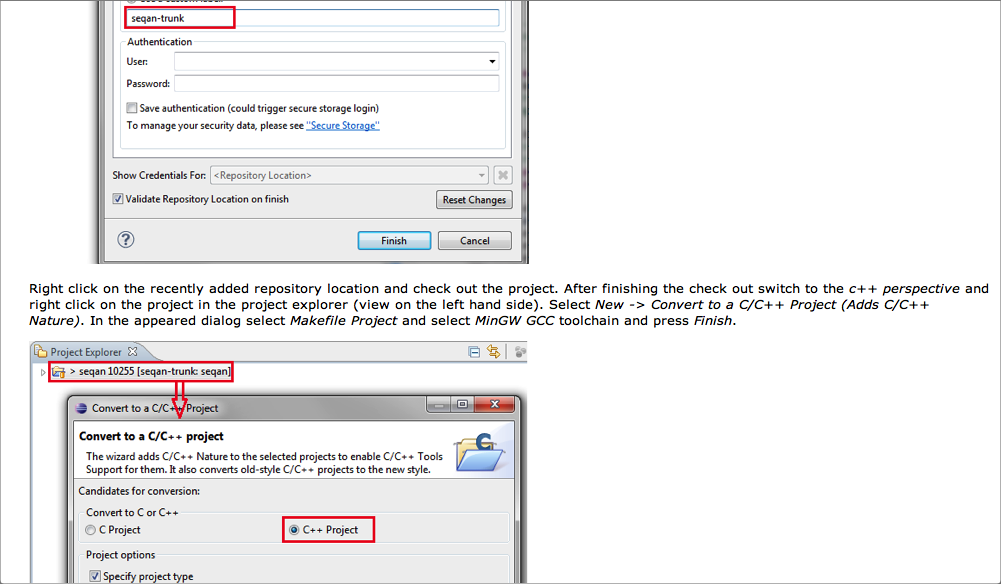 seqan-trunk
Authentication
User:
Password:
Save authentication (could trigger secure storage login)
To manage your security data, please see "Secure Storage"
Show Credentials For: <Repository Location>
Validate Repository Location on finish
Reset Changes
Finish Cancel
Right click on the recently added repository location and check out the project. After finishing the check out switch to the c++ perspective and
right click on the project in the project explorer (view on the left hand side). Select New -> Convert to a C/C++ Project (Adds C/C++
Nature). In the appeared dialog select Makefile Project and select MinGW GCC toolchain and press Finish.
Project Explorer
> seqan 10255 [seqan-trunk: seqan]
Convert to a C/C++ Project
Convert to a C/C++ project
The wizard adds C/C++ Nature to the selected projects to enable C/C++ Tools
Support for them. It also converts old-style C/C++ projects to the new style.
Candidates for conversion:
Convert to C or C++
C Project C++ Project
Project options
Specify project type